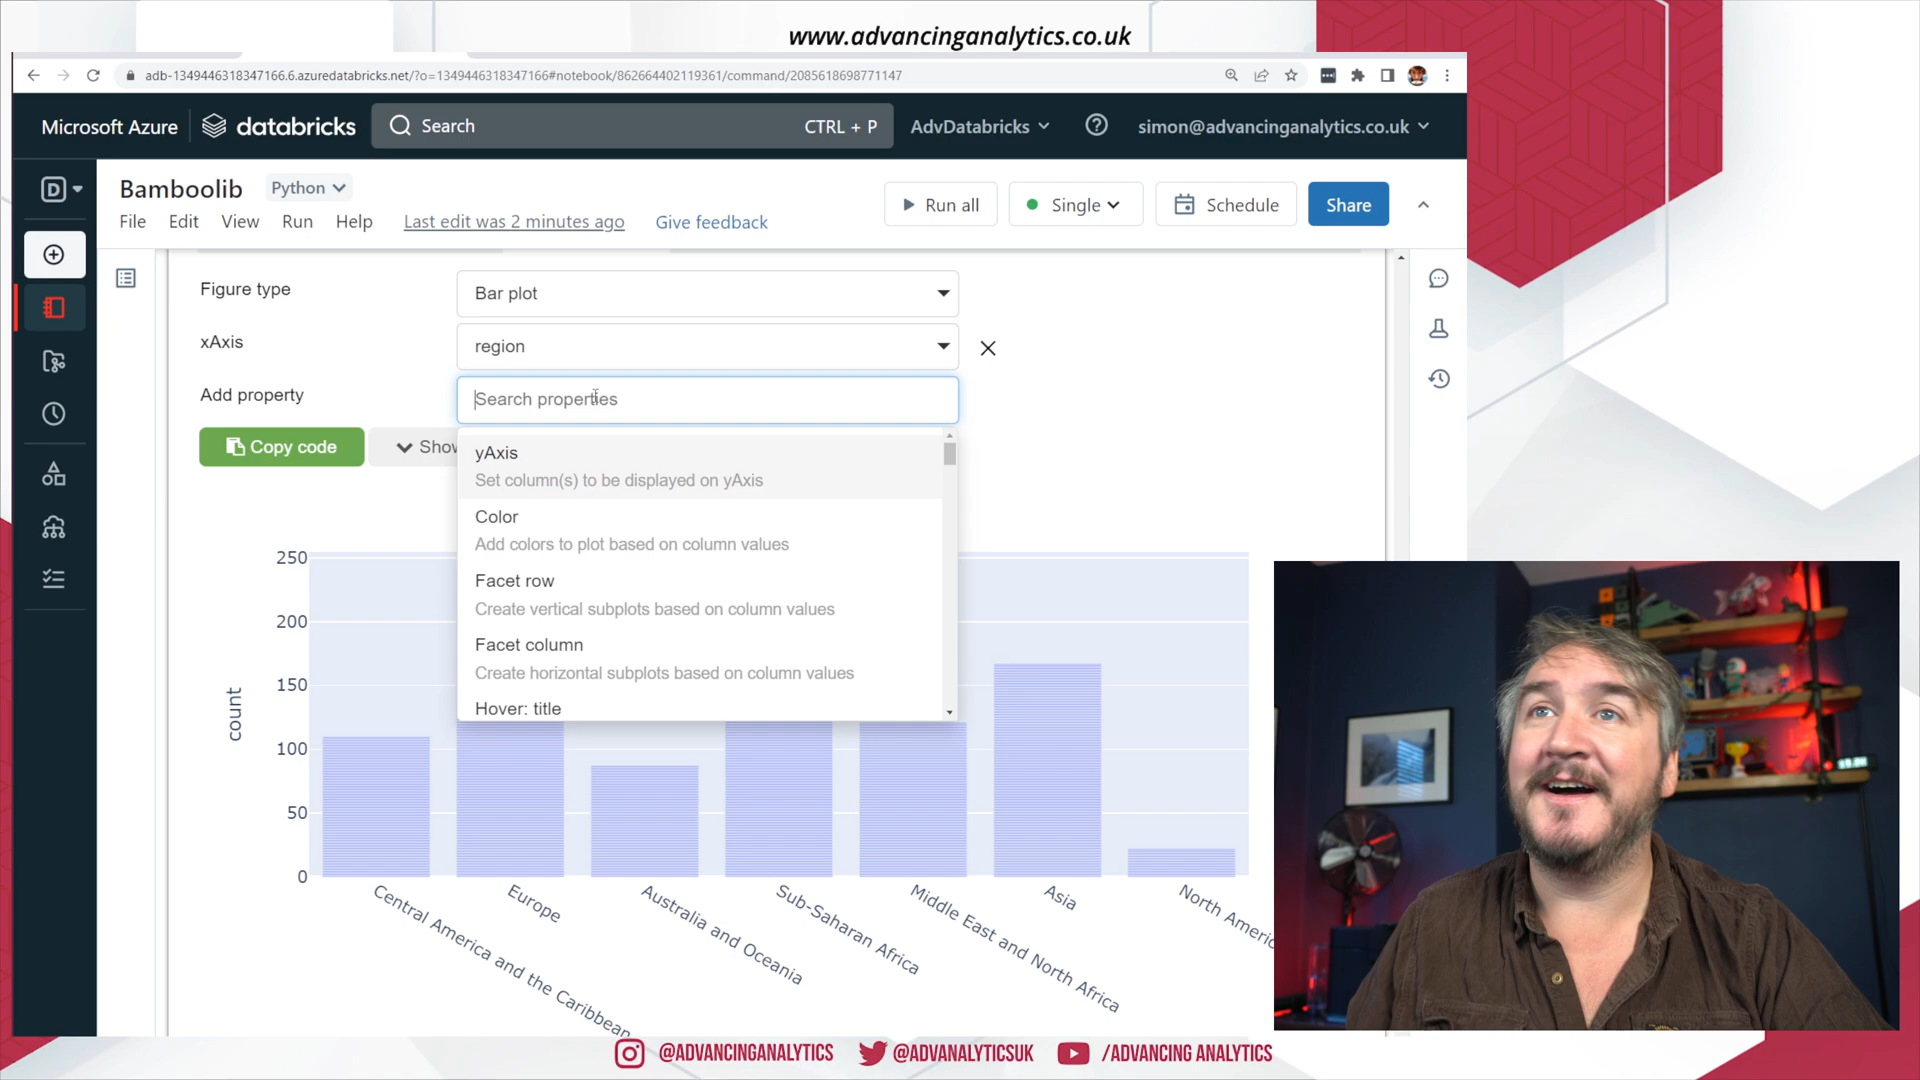 www.advancinganalytics.co.uk
adb-1349446318347166.6.azuredatabricks.net/?o=1349446318347166#notebook/862664402119361/command/2085618698771147
Microsoft Azure
databricks
Search
CTRL + P
AdvDatabricks
simon@advancinganalytics.co.uk
D
Bamboolib
Python
File
Edit
View
Run
Help
Last edit was 2 minutes ago
Give feedback
Run all
Single
Schedule
Share
Figure type
Bar plot
xAxis
region
Add property
Search properties
Copy code
Show
yAxis
Set column(s) to be displayed on yAxis
Color
Add colors to plot based on column values
Facet row
Create vertical subplots based on column values
Facet column
Create horizontal subplots based on column values
Hover: title
250
200
150
100
50
0
count
Central America and the Caribbean
Europe
Australia and Oceania
Sub-Saharan Africa
Middle East and North Africa
Asia
North Americ
@ADVANCINGANALYTICS
@ADVANALYTICSUK
/ADVANCING ANALYTICS